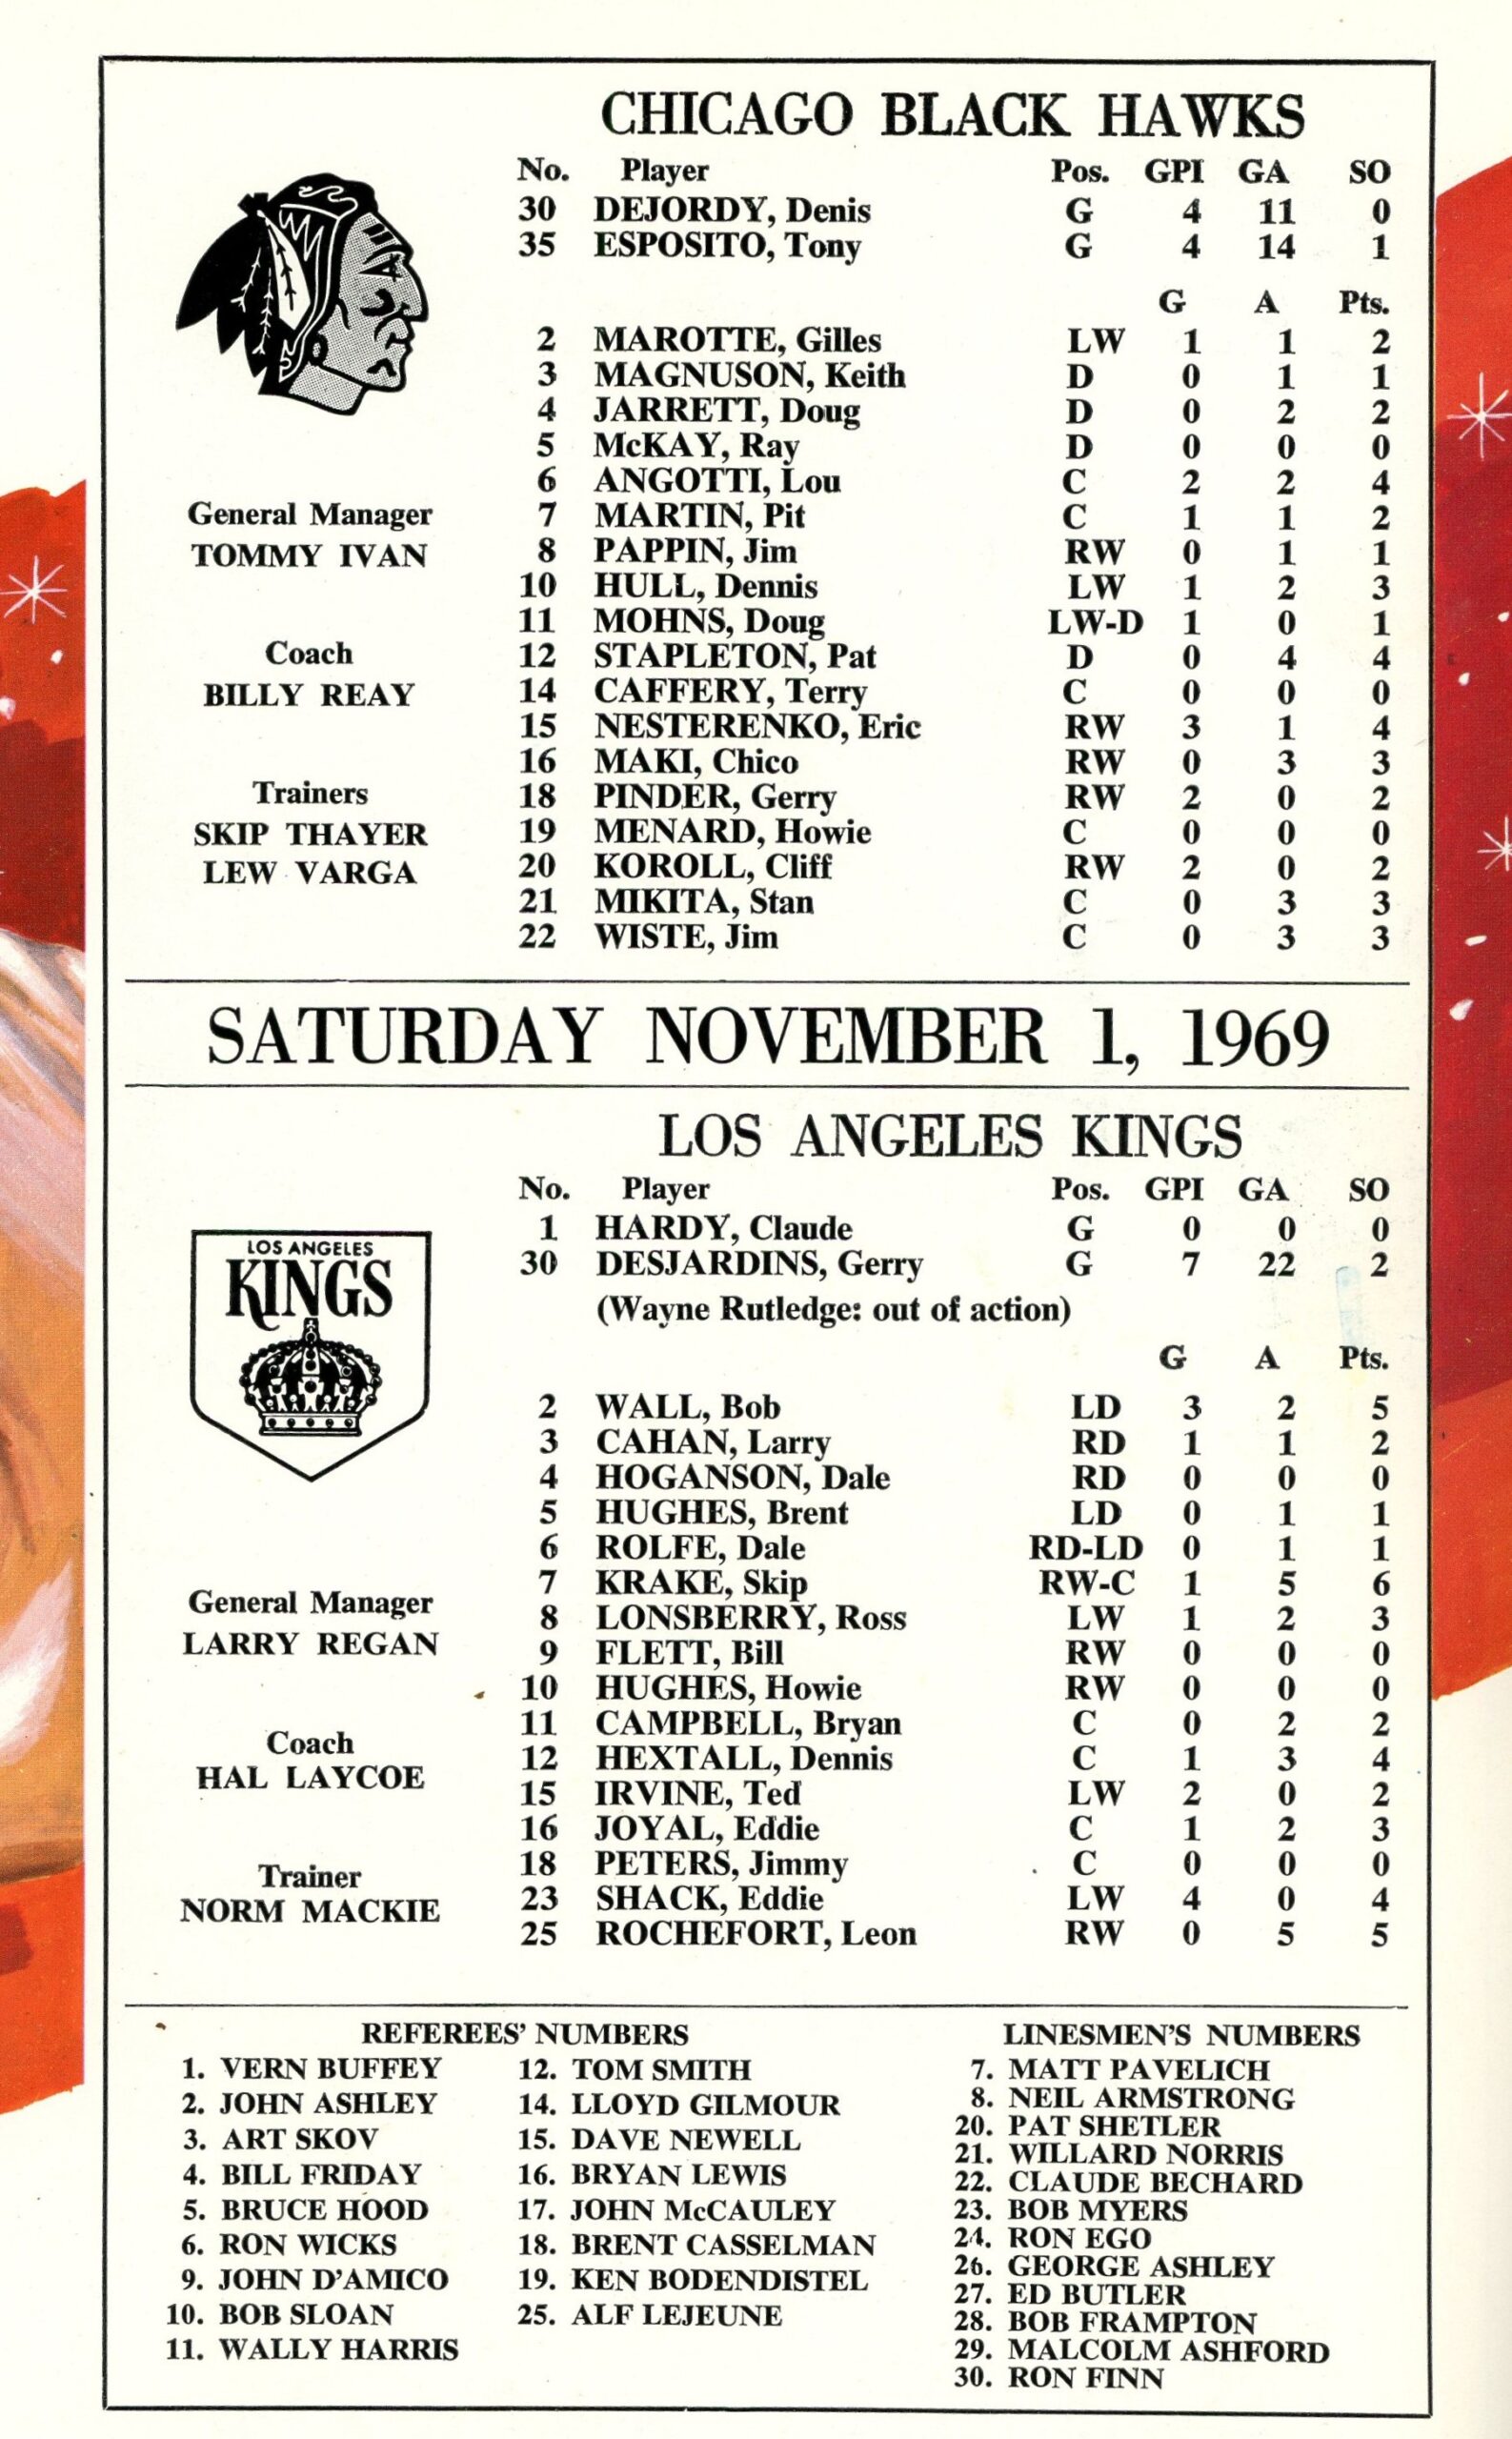 CHICAGO BLACK HAWKS
No. Player Pos. GPI GA SO
30 DEJORDY, Denis G 4 11 0
35 ESPOSITO, Tony G 4 14 1
G A Pts.
2 MAROTTE, Gilles LW 1 1 2
3 MAGNUSON, Keith D 0 1 1
4 JARRETT, Doug D 0 2 2
5 McKAY, Ray D 0 0 0
6 ANGOTTI, Lou C 2 2 4
7 MARTIN, Pit C 1 1 2
8 PAPPIN, Jim RW 0 1 1
10 HULL, Dennis LW 1 2 3
11 MOHNS, Doug LW-D 1 0 1
12 STAPLETON, Pat D 0 4 4
14 CAFFERY, Terry C 0 0 0
15 NESTERENKO, Eric RW 3 1 4
16 MAKI, Chico RW 0 3 3
18 PINDER, Gerry RW 2 0 2
19 MENARD, Howie C 0 0 0
20 KOROLL, Cliff RW 2 0 2
21 MIKITA, Stan C 0 3 3
22 WISTE, Jim C 0 3 3
General Manager
TOMMY IVAN
Coach
BILLY REAY
Trainers
SKIP THAYER
LEW VARGA
SATURDAY NOVEMBER 1, 1969
LOS ANGELES KINGS
No. Player Pos. GPI GA SO
1 HARDY, Claude G 0 0 0
30 DESJARDINS, Gerry G 7 22 2
(Wayne Rutledge: out of action)
G A Pts.
2 WALL, Bob LD 3 2 5
3 CAHAN, Larry RD 1 1 2
4 HOGANSON, Dale RD 0 0 0
5 HUGHES, Brent LD 0 1 1
6 ROLFE, Dale RD-LD 0 1 1
7 KRAKE, Skip RW-C 1 5 6
8 LONSBERRY, Ross LW 1 2 3
9 FLETT, Bill RW 0 0 0
10 HUGHES, Howie RW 0 0 0
11 CAMPBELL, Bryan C 0 2 2
12 HEXTALL, Dennis C 1 3 4
15 IRVINE, Ted LW 2 0 2
16 JOYAL, Eddie C 1 2 3
18 PETERS, Jimmy C 0 0 0
23 SHACK, Eddie LW 4 0 4
25 ROCHEFORT, Leon RW 0 5 5
LOS ANGELES
KINGS
General Manager
LARRY REGAN
Coach
HAL LAYCOE
Trainer
NORM MACKIE
REFEREES' NUMBERS
1. VERN BUFFEY
2. JOHN ASHLEY
3. ART SKOV
4. BILL FRIDAY
5. BRUCE HOOD
6. RON WICKS
9. JOHN D'AMICO
10. BOB SLOAN
11. WALLY HARRIS
12. TOM SMITH
14. LLOYD GILMOUR
15. DAVE NEWELL
16. BRYAN LEWIS
17. JOHN McCAULEY
18. BRENT CASSELMAN
19. KEN BODENDISTEL
25. ALF LEJEUNE
LINESMEN'S NUMBERS
7. MATT PAVELICH
8. NEIL ARMSTRONG
20. PAT SHETLER
21. WILLARD NORRIS
22. CLAUDE BECHARD
23. BOB MYERS
24. RON EGO
26. GEORGE ASHLEY
27. ED BUTLER
28. BOB FRAMPTON
29. MALCOLM ASHFORD
30. RON FINN